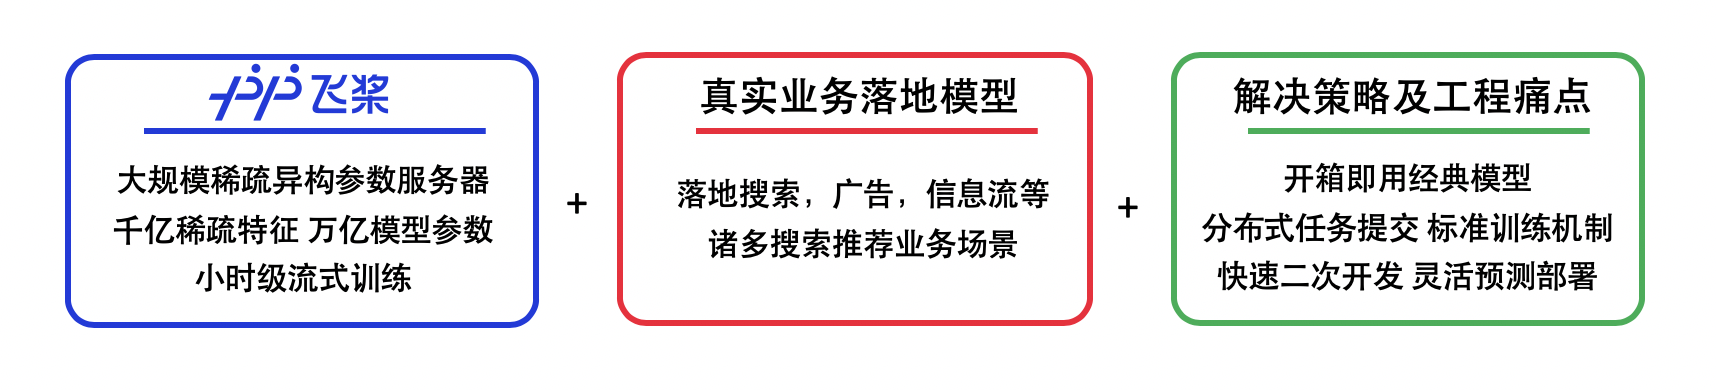 飞桨
大规模稀疏异构参数服务器
千亿稀疏特征 万亿模型参数
小时级流式训练
+
真实业务落地模型
落地搜索，广告，信息流等
诸多搜索推荐业务场景
+
解决策略及工程痛点
开箱即用经典模型
分布式任务提交 标准训练机制
快速二次开发 灵活预测部署